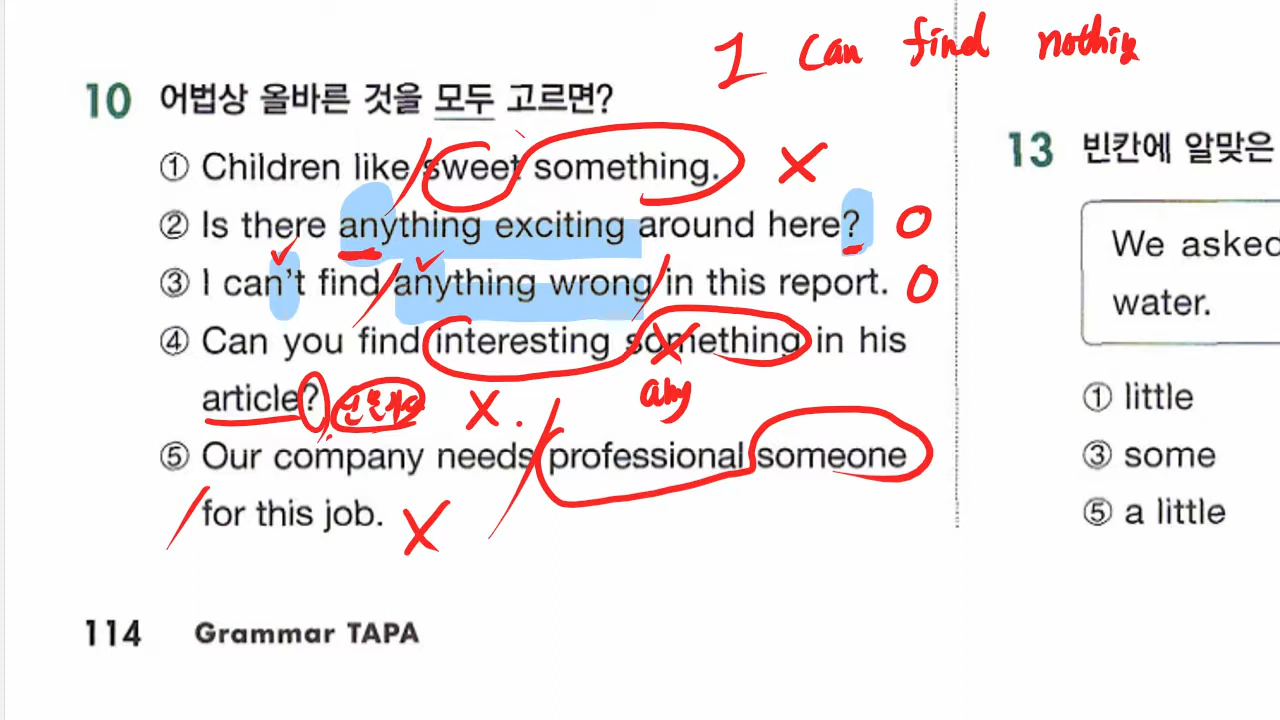 I can find nothing
10 어법상 올바른 것을 모두 고르면?
① Children like sweet something. X
② Is there anything exciting around here? O
③ I can't find anything wrong in this report. O
④ Can you find interesting something in his
article? X.
any
⑤ Our company needs professional someone
for this job. X
114 Grammar TAPA
13 빈칸에 알맞은
We asked
water.
① little
③ some
⑤ a little